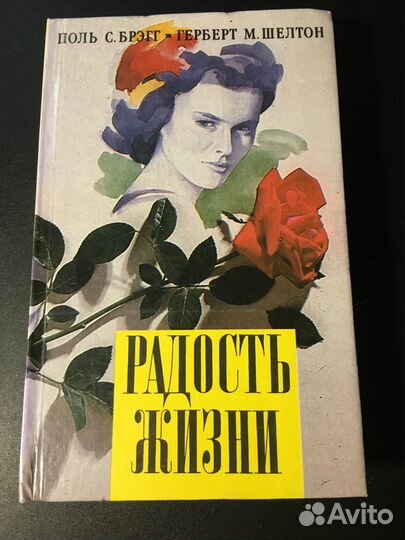 ПОЛЬ С. БРЭГГ ▪ ГЕРБЕРТ М. ШЕЛТОН
РАДОСТЬ
ЖИЗНИ
Avito